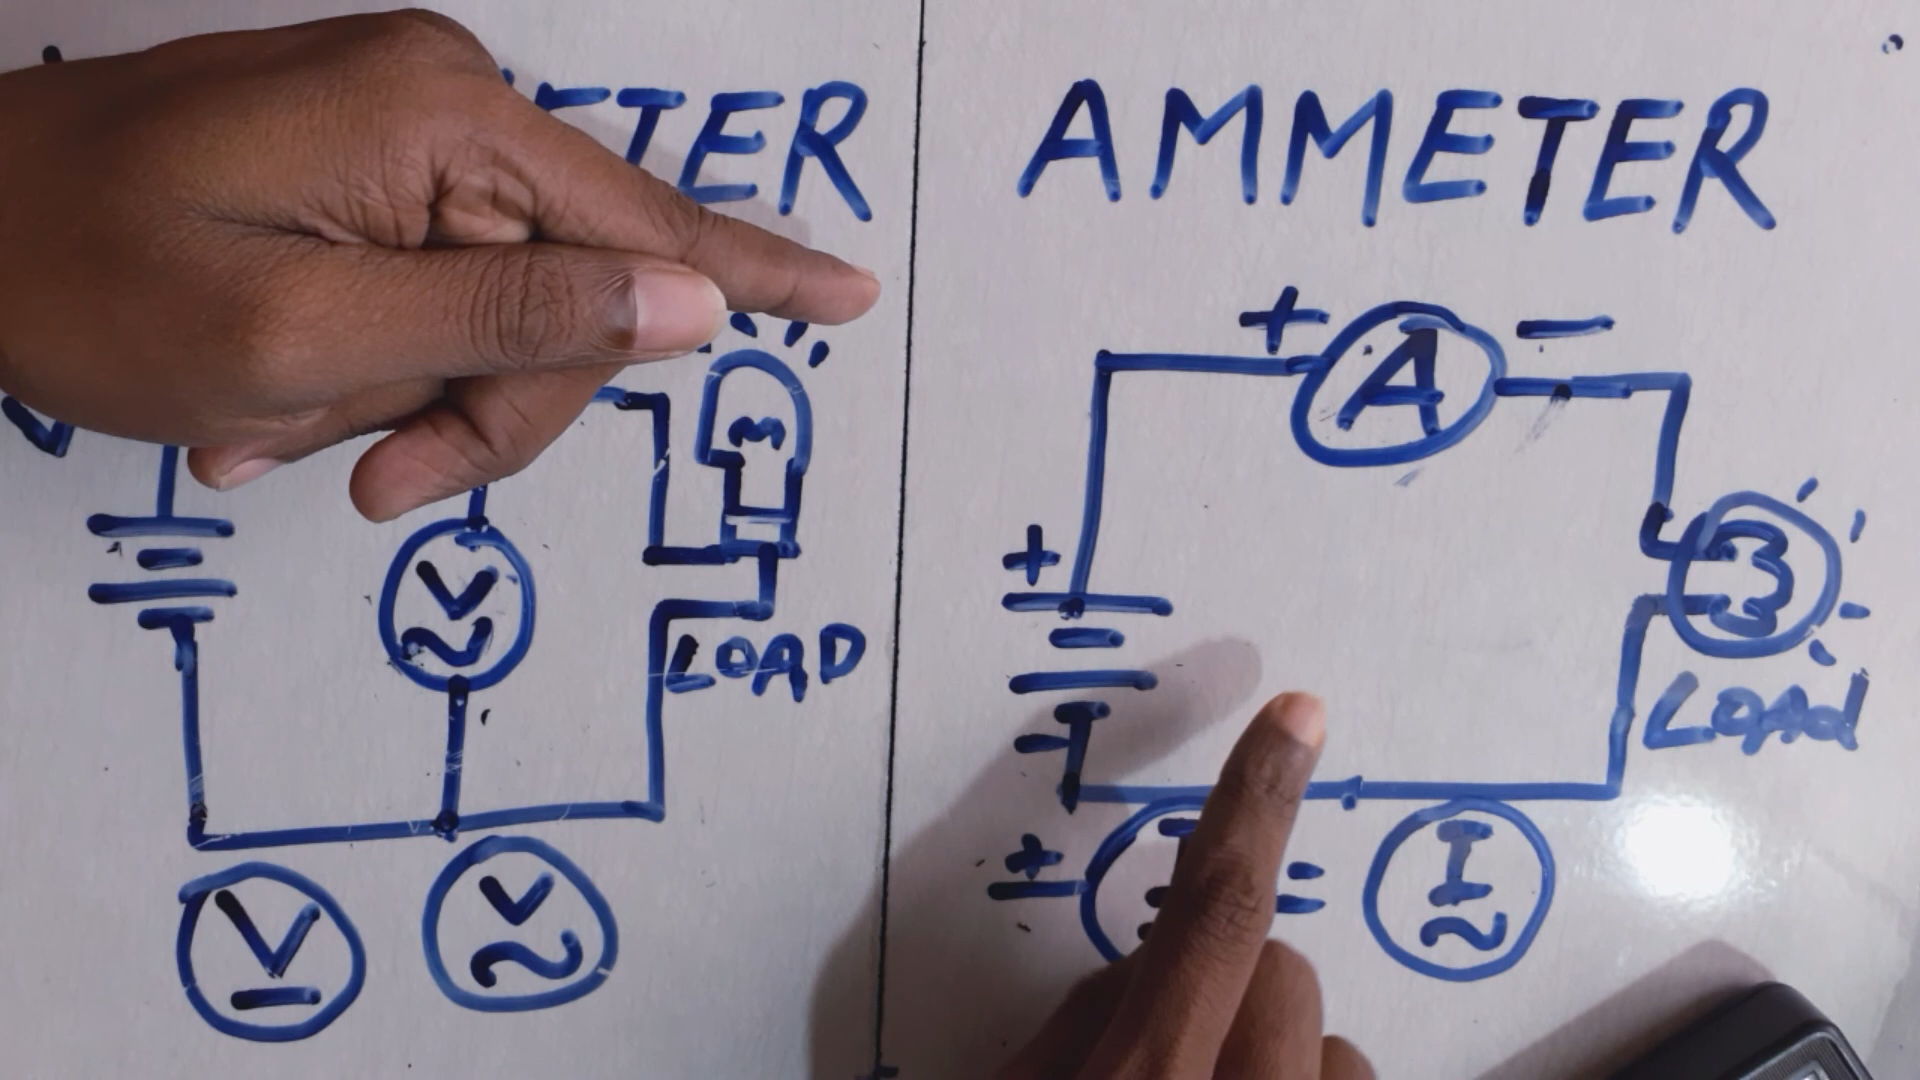 ETER
V
LOAD
V
V
AMMETER
+ A −
+
−
LOAd
+
I